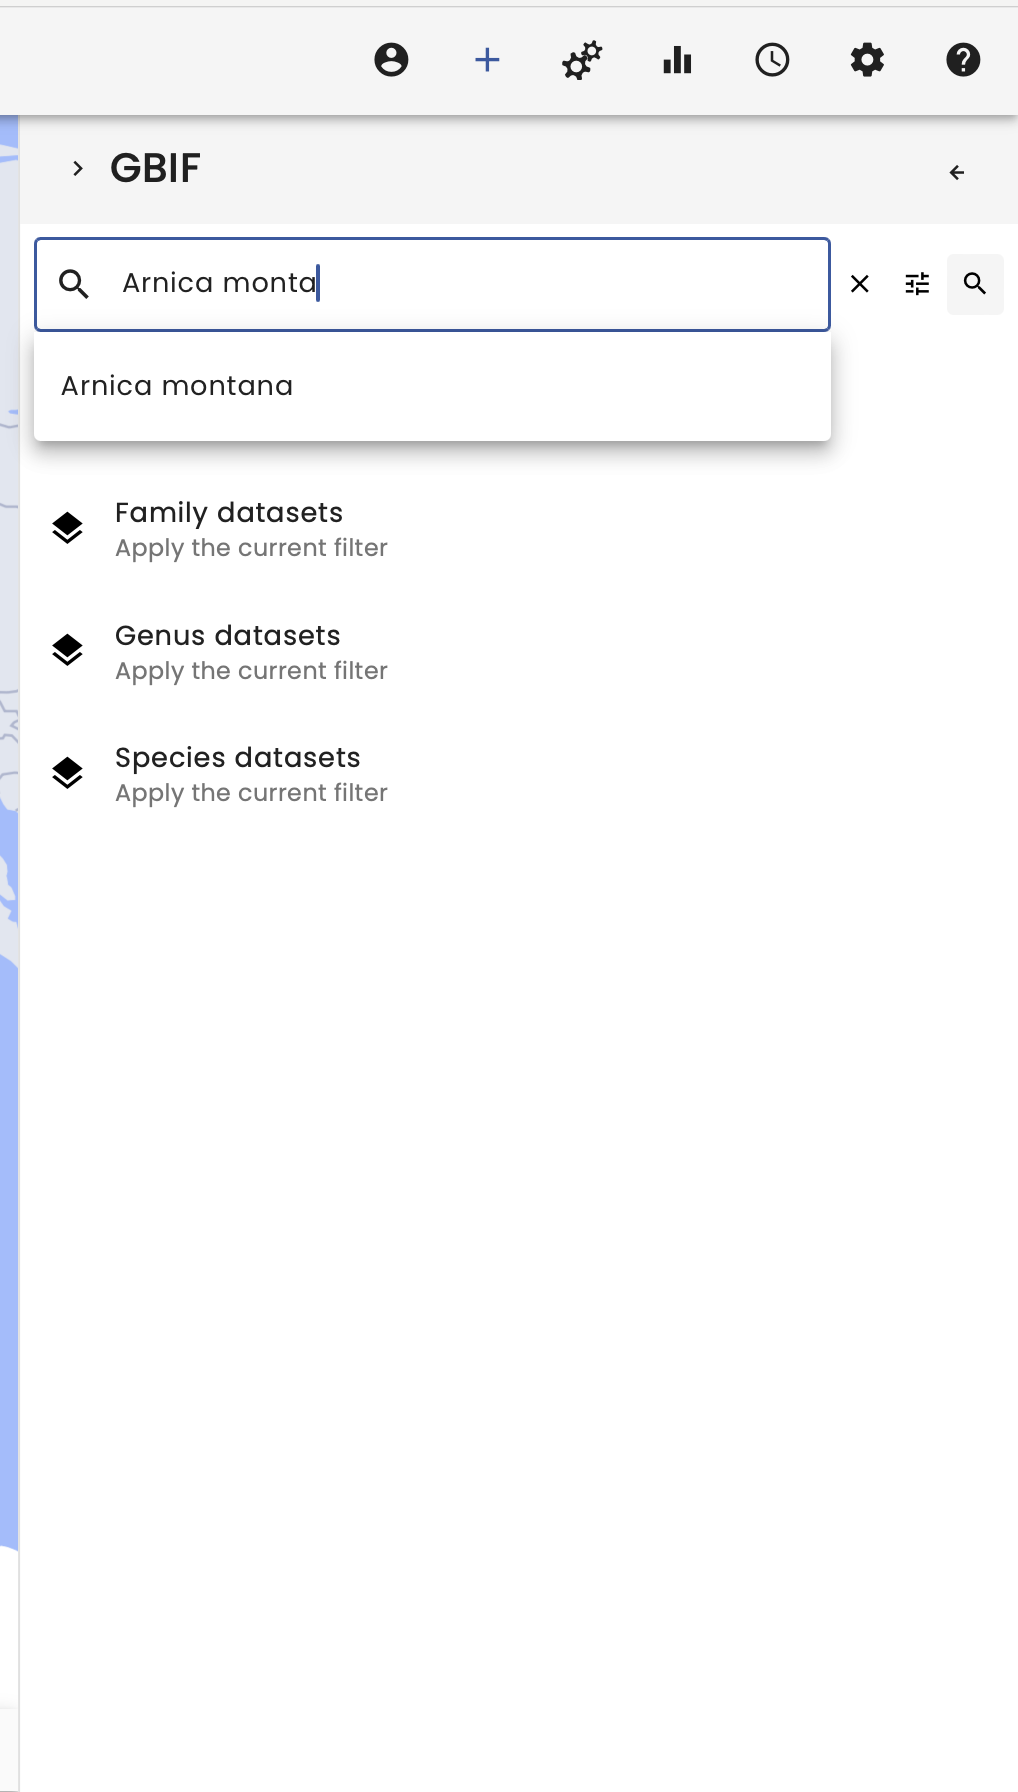 GBIF
Arnica monta
Arnica montana
Family datasets
Apply the current filter
Genus datasets
Apply the current filter
Species datasets
Apply the current filter